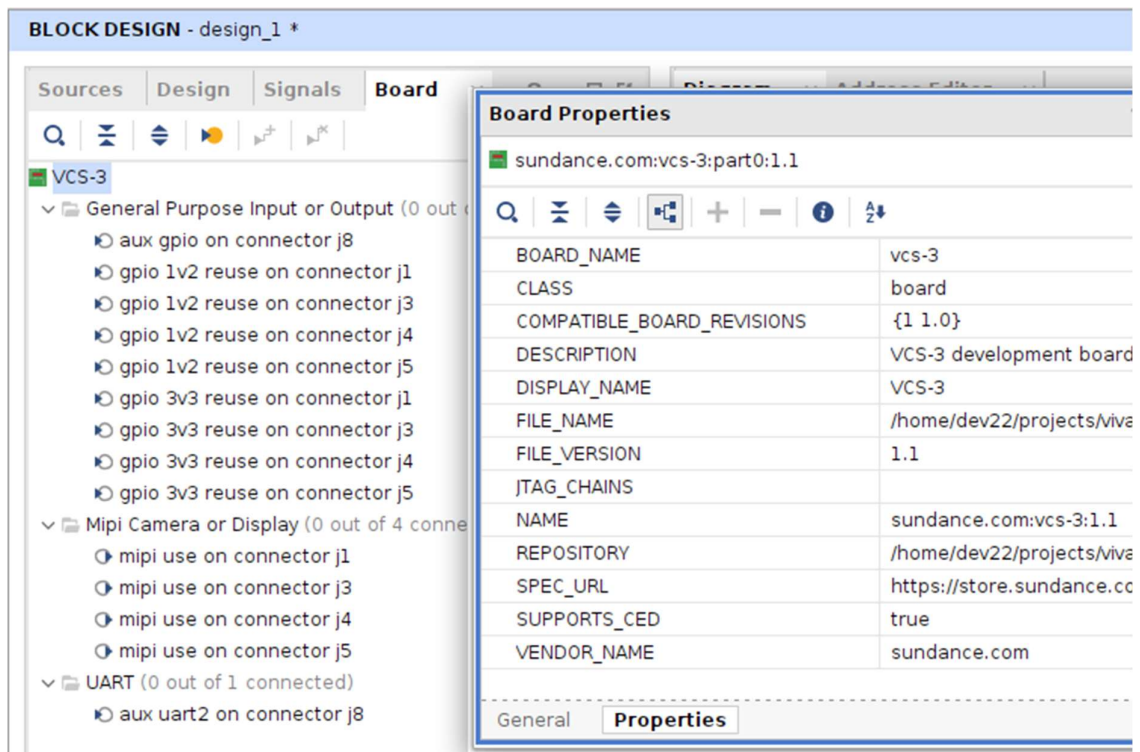 BLOCK DESIGN - design_1 *
Sources Design Signals Board
VCS-3
General Purpose Input or Output (0 out
aux gpio on connector j8
gpio 1v2 reuse on connector j1
gpio 1v2 reuse on connector j3
gpio 1v2 reuse on connector j4
gpio 1v2 reuse on connector j5
gpio 3v3 reuse on connector j1
gpio 3v3 reuse on connector j3
gpio 3v3 reuse on connector j4
gpio 3v3 reuse on connector j5
Mipi Camera or Display (0 out of 4 conne
mipi use on connector j1
mipi use on connector j3
mipi use on connector j4
mipi use on connector j5
UART (0 out of 1 connected)
aux uart2 on connector j8
Diagram Address Editor
Board Properties
sundance.com:vcs-3:part0:1.1
BOARD_NAME vcs-3
CLASS board
COMPATIBLE_BOARD_REVISIONS {1 1.0}
DESCRIPTION VCS-3 development board
DISPLAY_NAME VCS-3
FILE_NAME /home/dev22/projects/viva
FILE_VERSION 1.1
JTAG_CHAINS
NAME sundance.com:vcs-3:1.1
REPOSITORY /home/dev22/projects/viva
SPEC_URL https://store.sundance.co
SUPPORTS_CED true
VENDOR_NAME sundance.com
General Properties